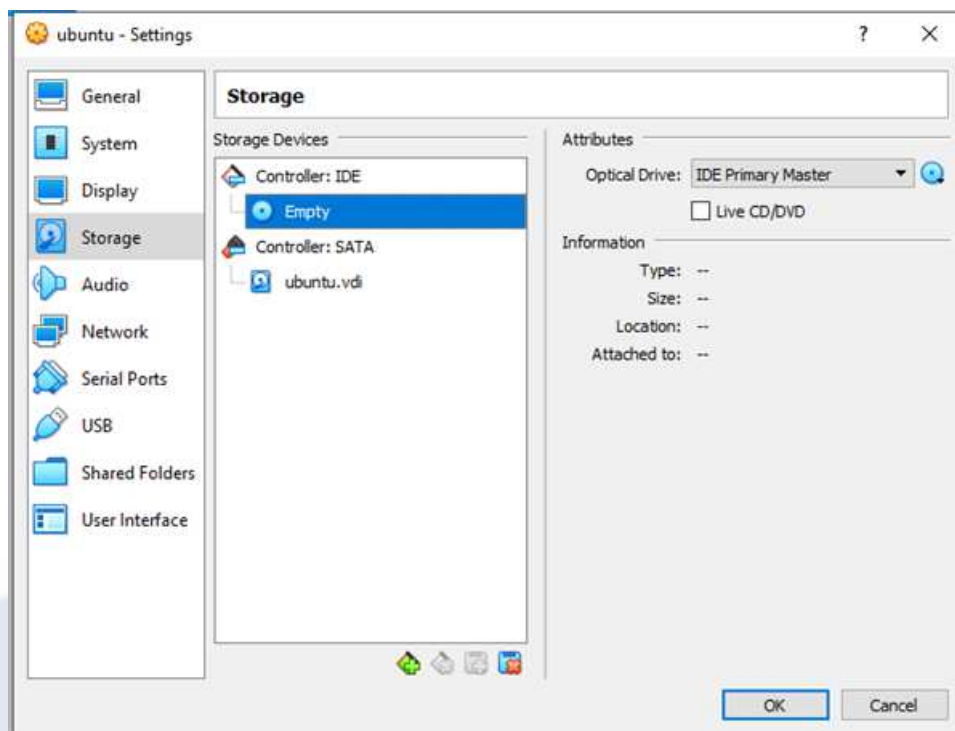 ubuntu - Settings
?
General
System
Display
Storage
Audio
Network
Serial Ports
USB
Shared Folders
User Interface
Storage
Storage Devices
Controller: IDE
Empty
Controller: SATA
ubuntu.vdi
Attributes
Optical Drive: IDE Primary Master
Live CD/DVD
Information
Type: --
Size: --
Location: --
Attached to: --
OK
Cancel